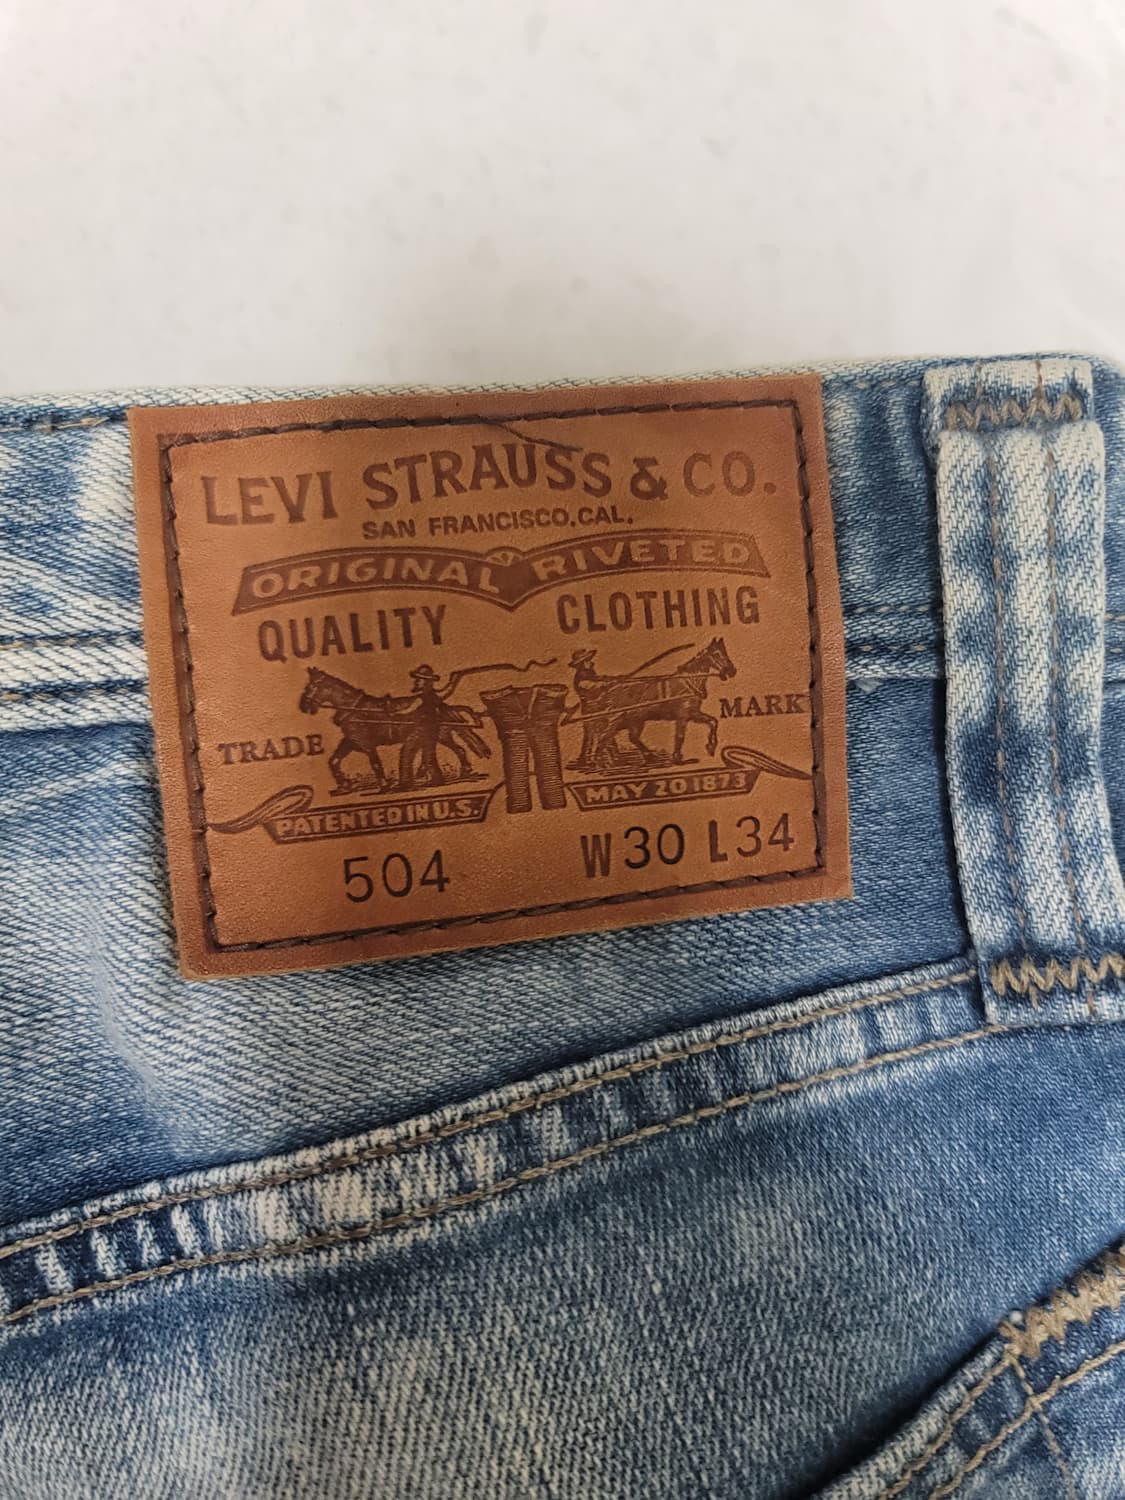 LEVI STRAUSS & CO.
SAN FRANCISCO, CAL.
ORIGINAL RIVETED
QUALITY CLOTHING
TRADE MARK
PATENTED IN U.S. MAY 20 1873
504 W30 L34